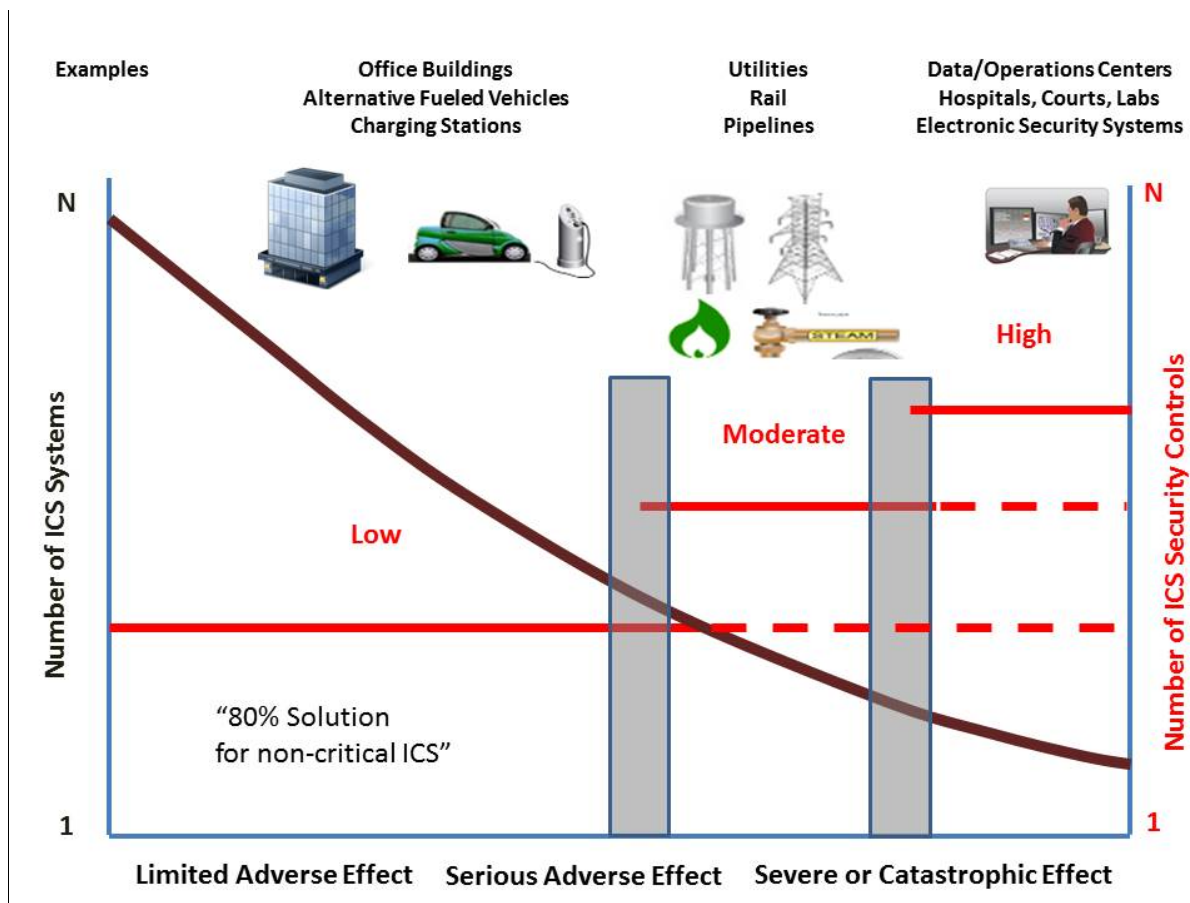 Examples
Office Buildings
Alternative Fueled Vehicles
Charging Stations
Utilities
Rail
Pipelines
Data/Operations Centers
Hospitals, Courts, Labs
Electronic Security Systems
N
N
STEAM
High
Moderate
Low
Number of ICS Systems
Number of ICS Security Controls
“80% Solution
for non-critical ICS”
1
1
Limited Adverse Effect
Serious Adverse Effect
Severe or Catastrophic Effect